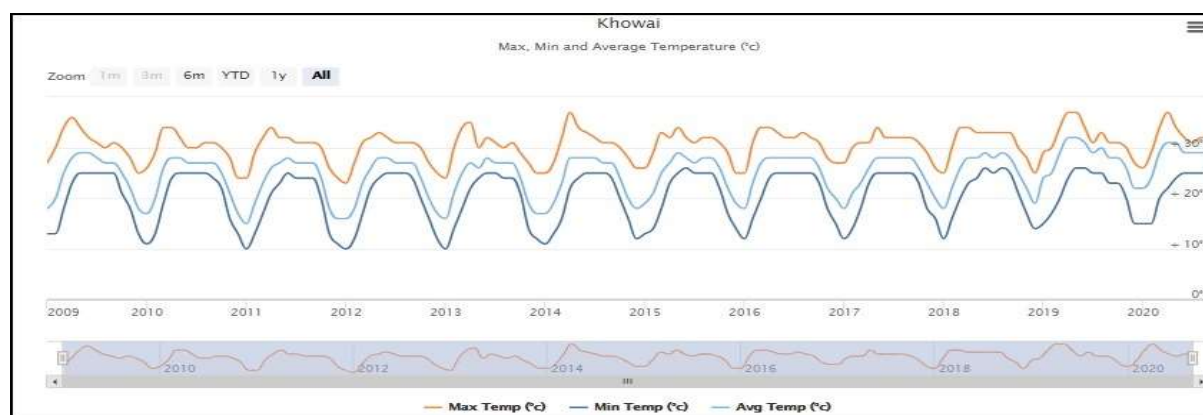 Khowai
Max, Min and Average Temperature (°c)
Zoom 1m 3m 6m YTD 1y All
30°
20°
10°
0°
2009 2010 2011 2012 2013 2014 2015 2016 2017 2018 2019 2020
2010 2012 2014 2016 2018 2020
Max Temp (°c) Min Temp (°c) Avg Temp (°c)